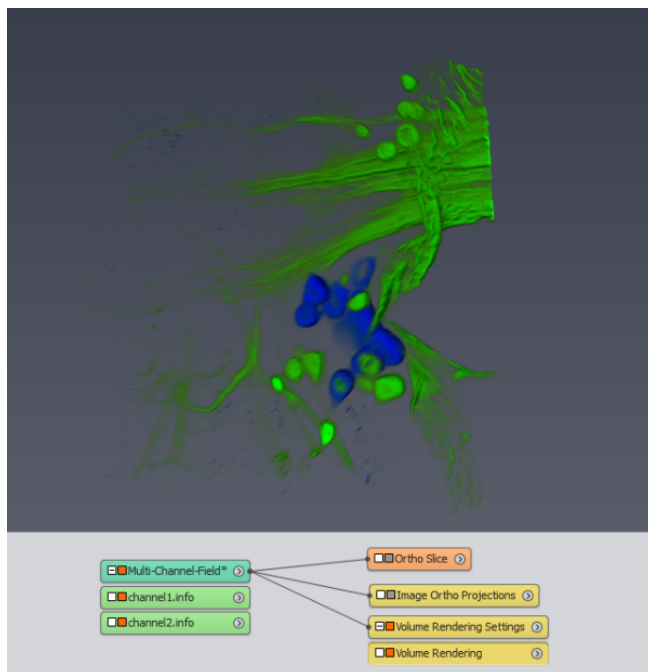 Ortho Slice
Multi-Channel-Field*
Image Ortho Projections
channel1.info
channel2.info
Volume Rendering Settings
Volume Rendering